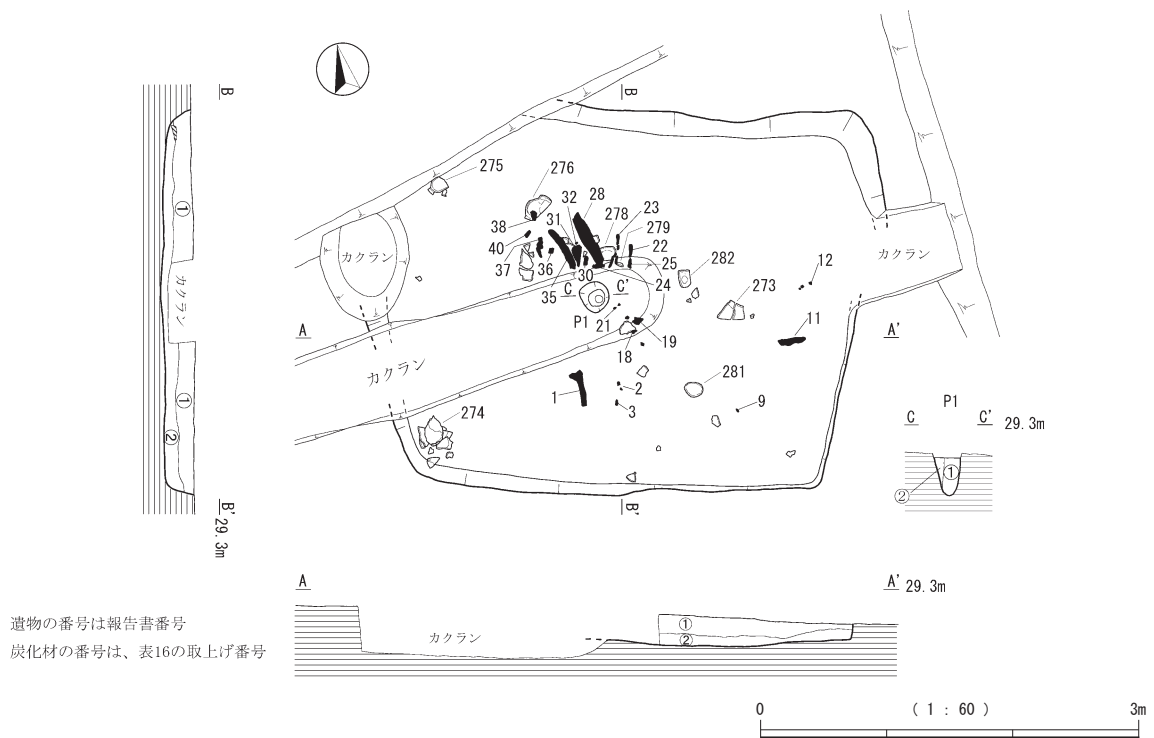 B
B
275
276
32
28
278
23
31
279
38
40
22
カクラン
カクラン
12
37
36
30
25
282
①
35
C
C'
24
273
カクラン
A
P1
21
11
A'
18
19
カクラン
281
1
2
3
9
P1
C
C'
29.3m
274
①
②
①
②
B'
29.3m
B'
A
A'
29.3m
遺物の番号は報告書番号
カクラン
①
②
炭化材の番号は、表16の取上げ番号
0
(1:60)
3m